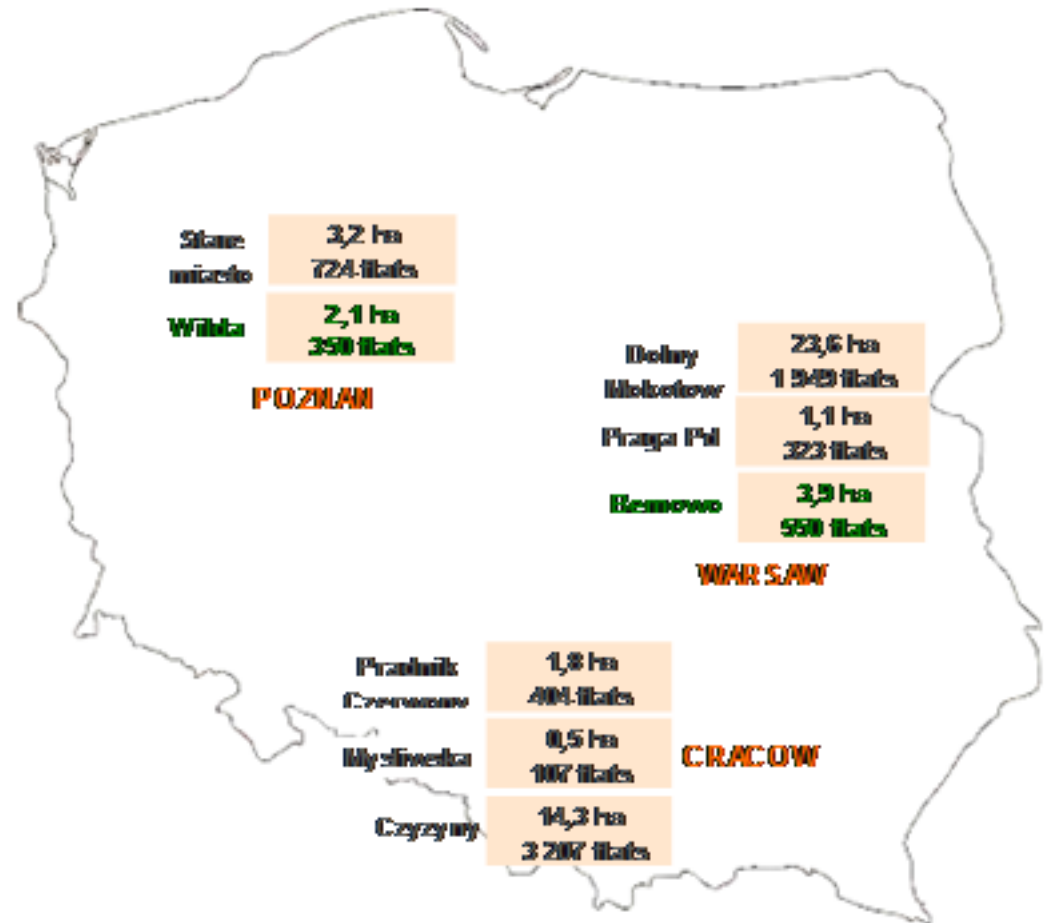 Stare
miasto
3,2 ha
724 flats
Wilda
2,1 ha
350 flats
POZNAN
Dolny
Mokotow
23,6 ha
1 949 flats
Praga Pd
1,1 ha
323 flats
Bemowo
3,9 ha
550 flats
WARSAW
Pradnik
Czerwony
1,8 ha
404 flats
Mysliwska
0,5 ha
107 flats
CRACOW
Czyzyny
14,3 ha
3 207 flats